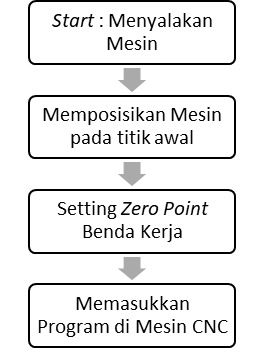 Start : Menyalakan
Mesin
Memposisikan Mesin
pada titik awal
Setting Zero Point
Benda Kerja
Memasukkan
Program di Mesin CNC